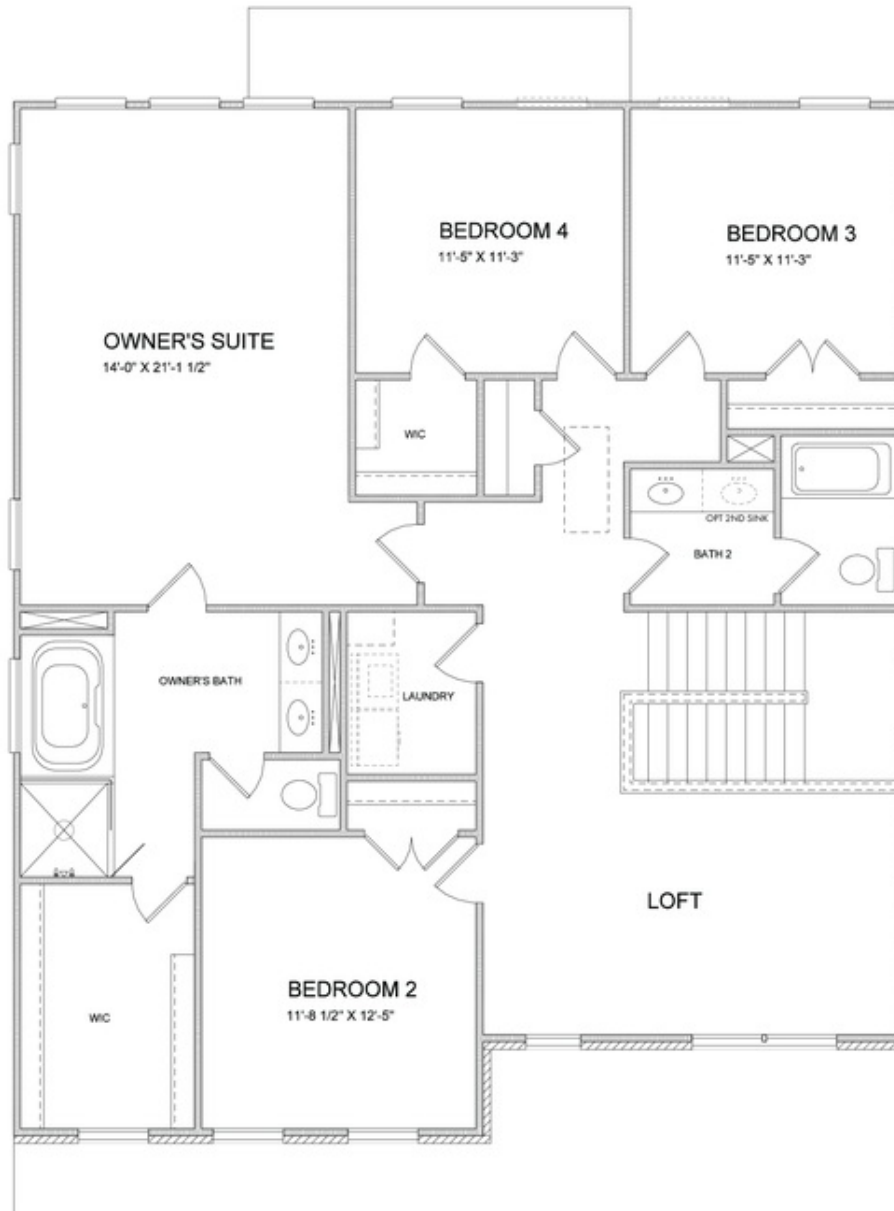 BEDROOM 4
11'-5" X 11'-3"
BEDROOM 3
11'-5" X 11'-3"
OWNER'S SUITE
14'-0" X 21'-1 1/2"
WIC
OPT 2ND SINK
BATH 2
OWNER'S BATH
LAUNDRY
LOFT
BEDROOM 2
11'-8 1/2" X 12'-5"
WIC